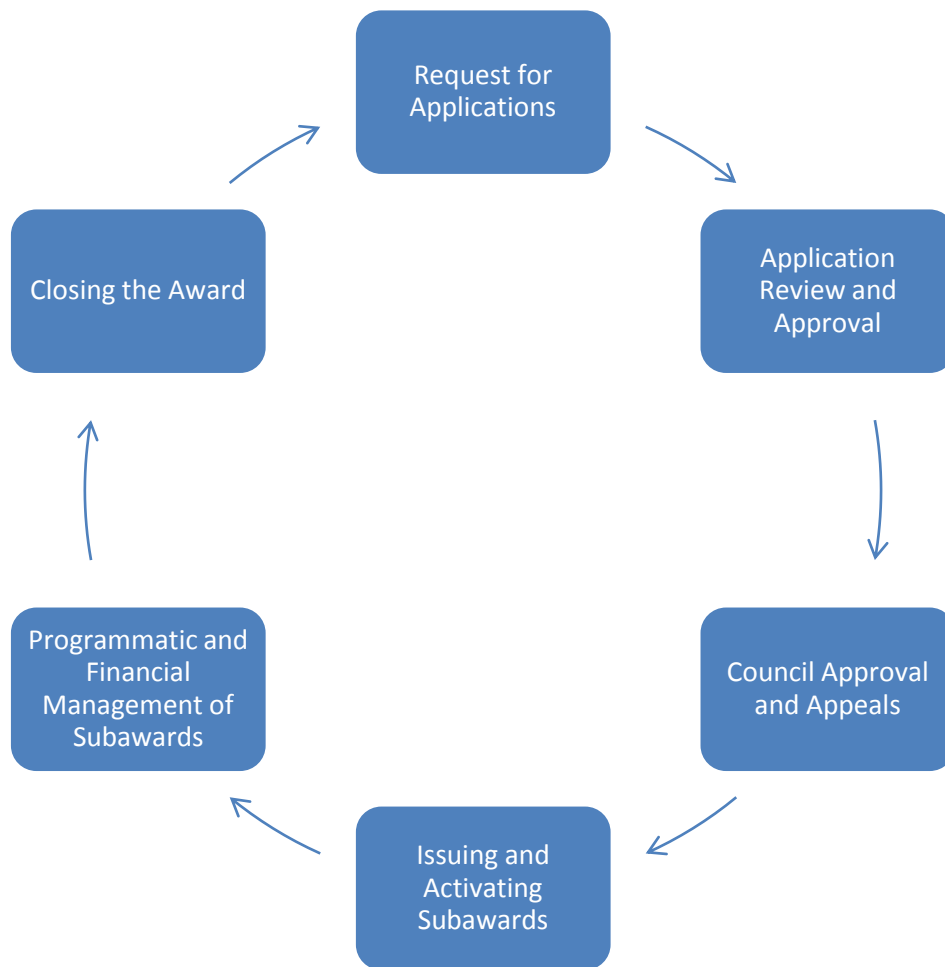 Request for
Applications
Application
Review and
Approval
Council Approval
and Appeals
Issuing and
Activating
Subawards
Programmatic and
Financial
Management of
Subawards
Closing the Award